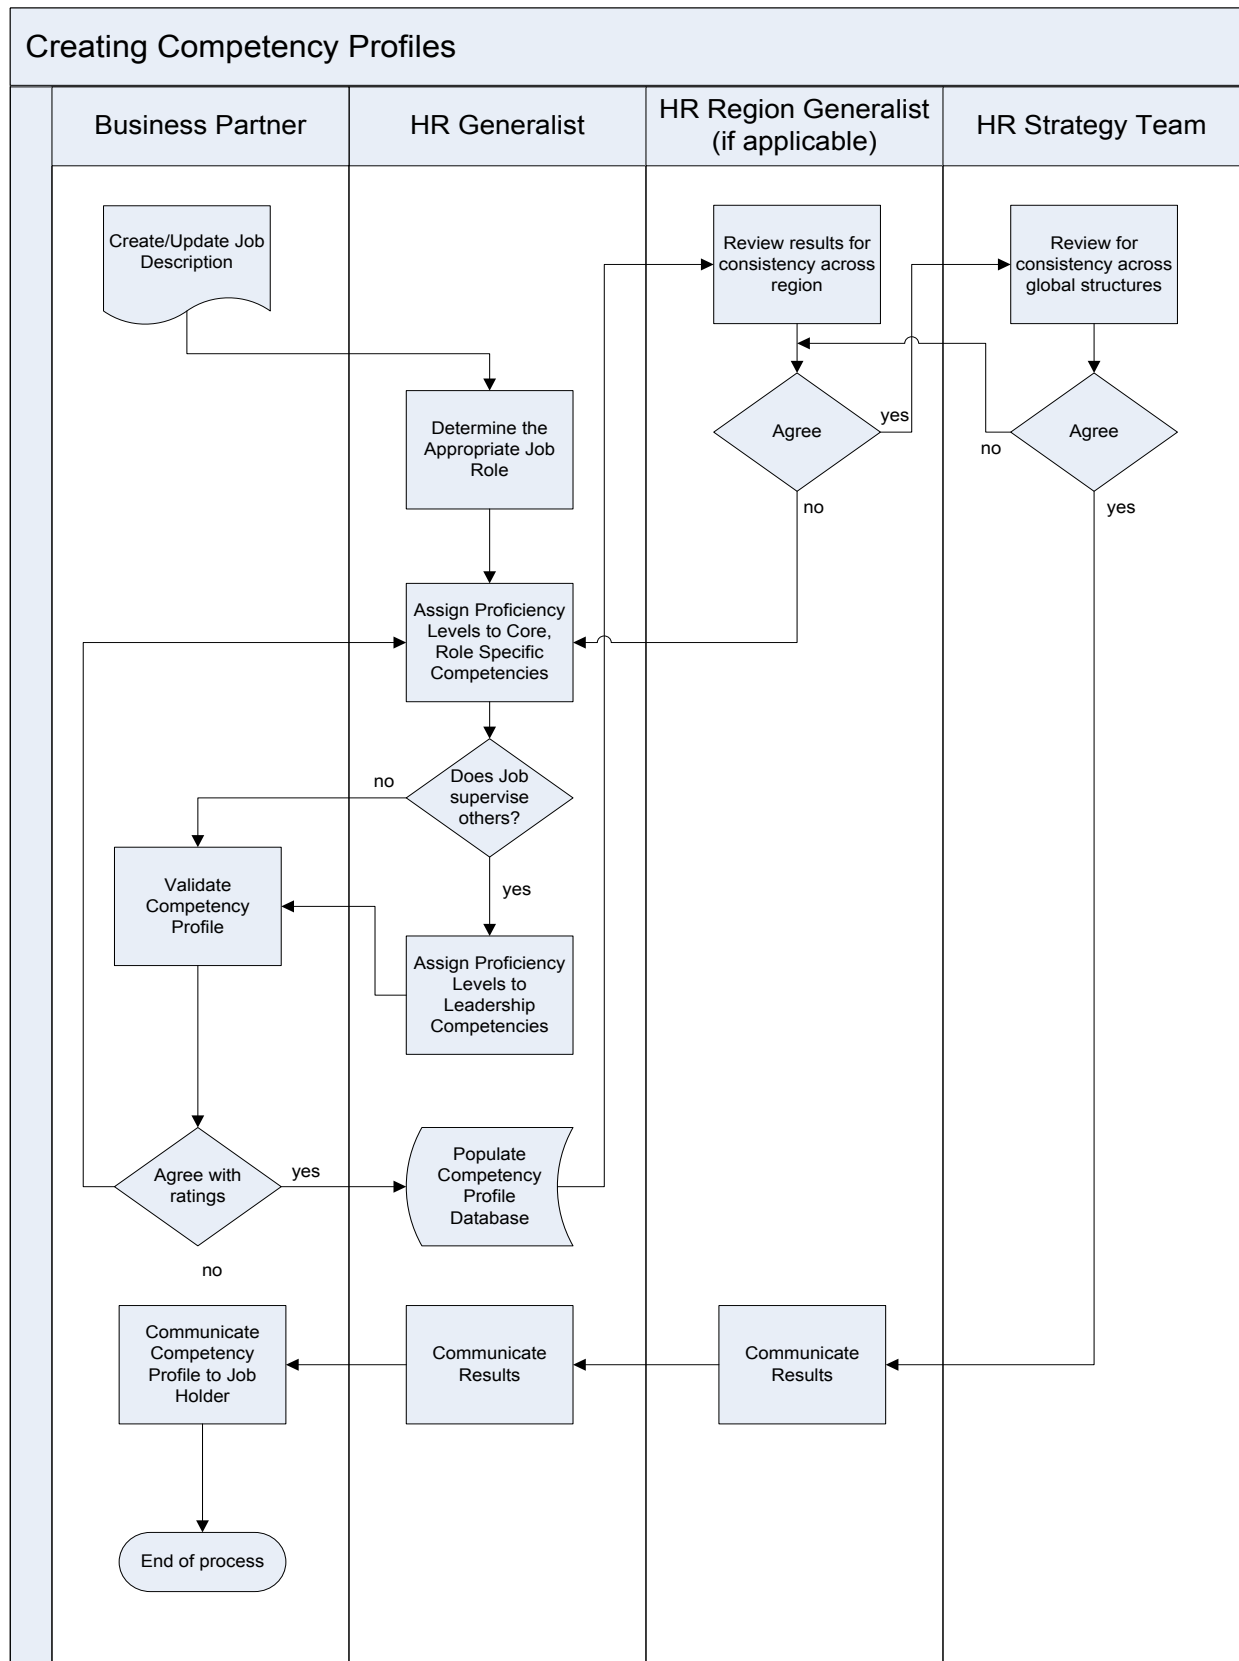 Creating Competency Profiles
Business Partner
HR Generalist
HR Region Generalist
(if applicable)
HR Strategy Team
Create/Update Job
Description
Review results for
consistency across
region
Review for
consistency across
global structures
Determine the
Appropriate Job
Role
Agree
yes
no
Agree
no
yes
Assign Proficiency
Levels to Core,
Role Specific
Competencies
Does Job
supervise
others?
no
yes
Validate
Competency
Profile
Assign Proficiency
Levels to
Leadership
Competencies
Agree with
ratings
yes
no
Populate
Competency
Profile
Database
Communicate
Competency
Profile to Job
Holder
Communicate
Results
Communicate
Results
End of process